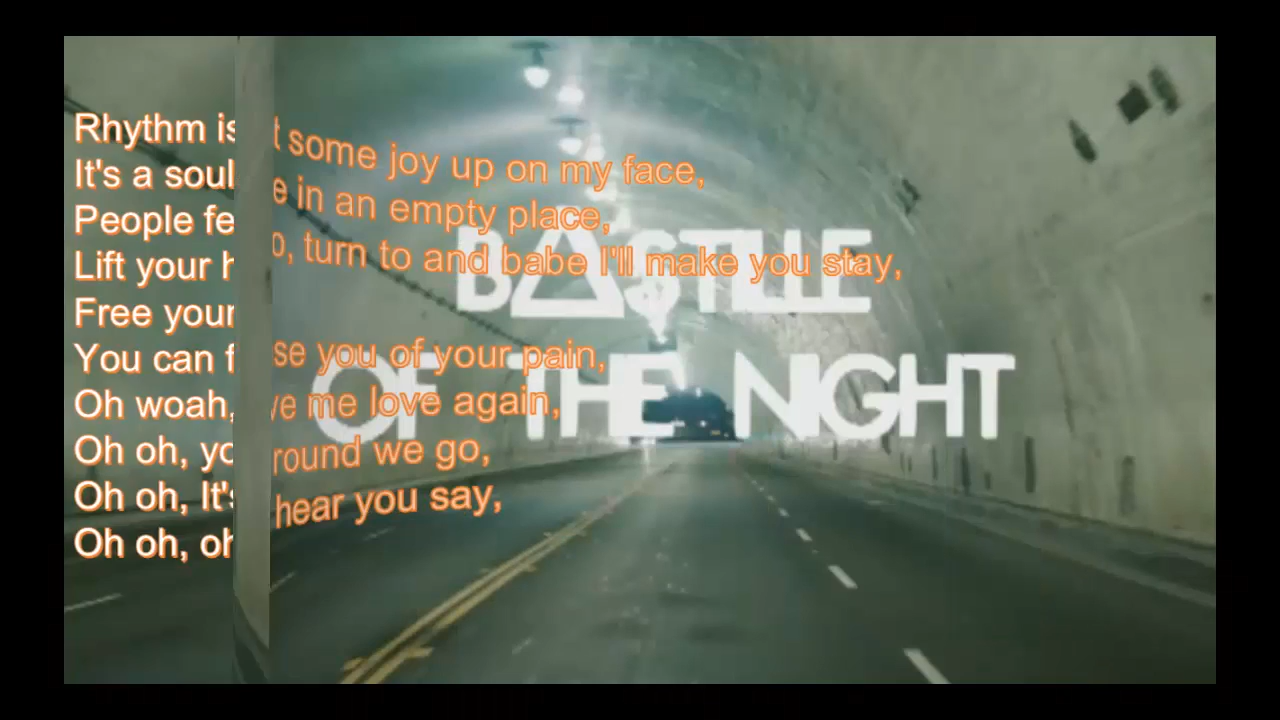 Rhythm is
It's a soul
People fe
Lift your h
Free your
You can f
Oh woah,
Oh oh, yo
Oh oh, It's
Oh oh, oh
t some joy up on my face,
e in an empty place,
o, turn to and babe I'll make you stay,
se you of your pain,
ve me love again,
round we go,
hear you say,
BΔSTILLE
OF THE NIGHT